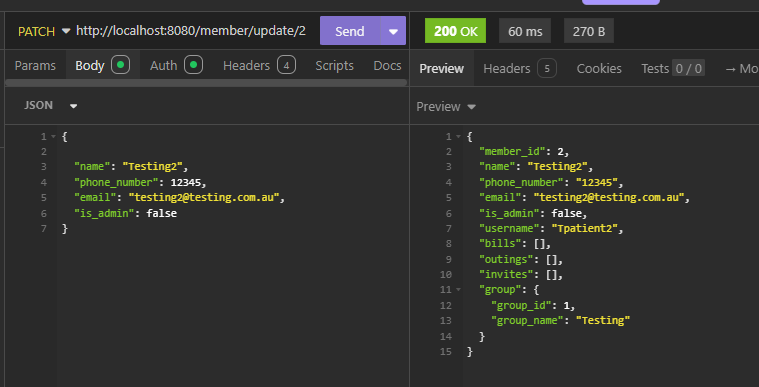 PATCH http://localhost:8080/member/update/2 Send 200 OK 60 ms 270 B
Params Body Auth Headers 4 Scripts Docs Preview Headers 5 Cookies Tests 0 / 0 → Mo
JSON
1 {
2
3 "name": "Testing2",
4 "phone_number": 12345,
5 "email": "testing2@testing.com.au",
6 "is_admin": false
7 }
Preview
1 {
2 "member_id": 2,
3 "name": "Testing2",
4 "phone_number": "12345",
5 "email": "testing2@testing.com.au",
6 "is_admin": false,
7 "username": "Tpatient2",
8 "bills": [],
9 "outings": [],
10 "invites": [],
11 "group": {
12 "group_id": 1,
13 "group_name": "Testing"
14 }
15 }